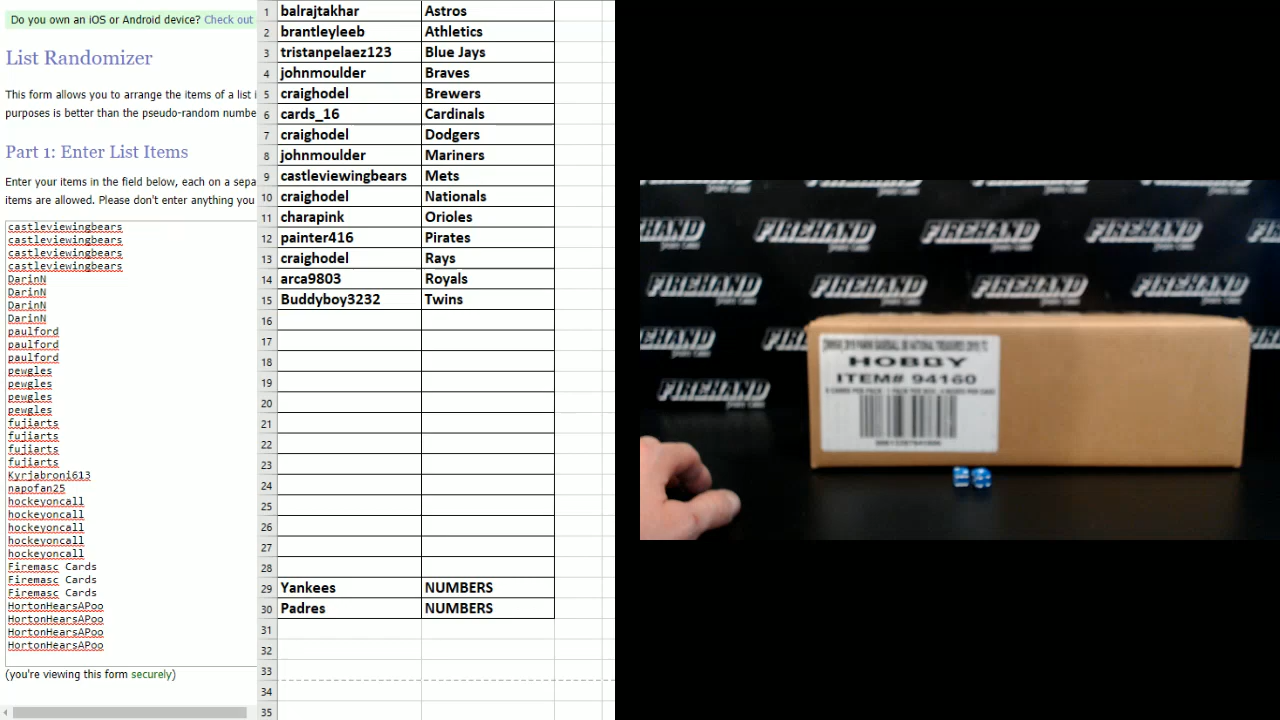 Do you own an iOS or Android device? Check out
List Randomizer
This form allows you to arrange the items of a list i
purposes is better than the pseudo-random numbe
Part 1: Enter List Items
Enter your items in the field below, each on a sepa
items are allowed. Please don't enter anything you
castleviewingbears
castleviewingbears
castleviewingbears
castleviewingbears
DarinN
DarinN
DarinN
DarinN
paulford
paulford
paulford
pewgles
pewgles
pewgles
pewgles
fujiarts
fujiarts
fujiarts
fujiarts
Kyrjabroni613
napofan25
hockeyoncall
hockeyoncall
hockeyoncall
hockeyoncall
hockeyoncall
Firemasc Cards
Firemasc Cards
Firemasc Cards
HortonHearsAPoo
HortonHearsAPoo
HortonHearsAPoo
HortonHearsAPoo
(you're viewing this form securely)
1 balrajtakhar Astros
2 brantleyleeb Athletics
3 tristanpelaez123 Blue Jays
4 johnmoulder Braves
5 craighodel Brewers
6 cards_16 Cardinals
7 craighodel Dodgers
8 johnmoulder Mariners
9 castleviewingbears Mets
10 craighodel Nationals
11 charapink Orioles
12 painter416 Pirates
13 craighodel Rays
14 arca9803 Royals
15 Buddyboy3232 Twins
16
17
18
19
20
21
22
23
24
25
26
27
28
29 Yankees NUMBERS
30 Padres NUMBERS
31
32
33
34
35
FIREHAND
FIREHAND
FIREHAND
FIREHAND
FIREHAND
FIREHAND
FIREHAND
FIREHAND
FIREHAND
HOBBY
ITEM# 94160